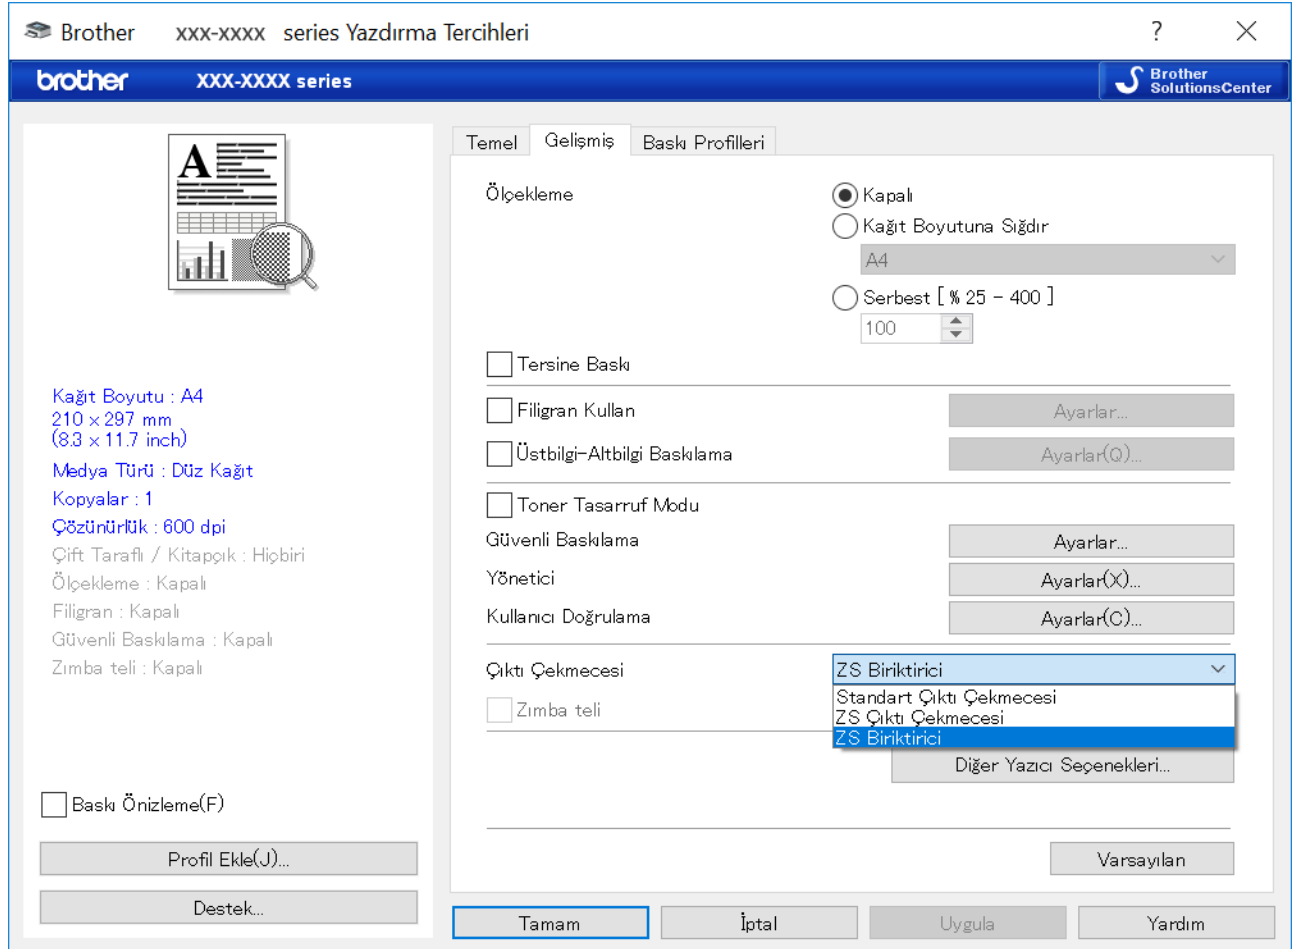 Brother XXX-XXXX series Yazdırma Tercihleri ?
brother XXX-XXXX series Brother
SolutionsCenter
A
Kağıt Boyutu : A4
210 x 297 mm
(8.3 x 11.7 inch)
Medya Türü : Düz Kağıt
Kopyalar : 1
Çözünürlük : 600 dpi
Çift Taraflı / Kitapçık : Hiçbiri
Ölçekleme : Kapalı
Filigran : Kapalı
Güvenli Baskılama : Kapalı
Zımba teli : Kapalı
Baskı Önizleme(F)
Profil Ekle(J)...
Destek...
Temel Gelişmiş Baskı Profilleri
Ölçekleme Kapalı
Kağıt Boyutuna Sığdır
A4
Serbest [ % 25 - 400 ]
100
Tersine Baskı
Filigran Kullan Ayarlar...
Üstbilgi-Altbilgi Baskılama Ayarlar(Q)...
Toner Tasarruf Modu
Güvenli Baskılama Ayarlar...
Yönetici Ayarlar(X)...
Kullanıcı Doğrulama Ayarlar(C)...
Çıktı Çekmecesi ZS Biriktirici
Standart Çıktı Çekmecesi
Zımba teli ZS Çıktı Çekmecesi
ZS Biriktirici
Diğer Yazıcı Seçenekleri...
Varsayılan
Tamam İptal Uygula Yardım